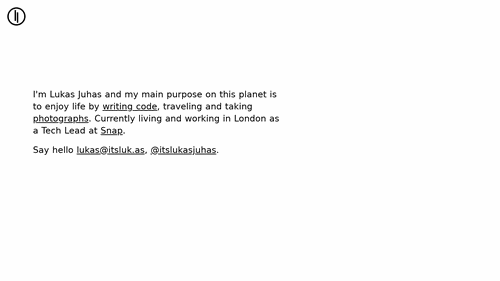 I'm Lukas Juhas and my main purpose on this planet is
to enjoy life by writing code, traveling and taking
photographs. Currently living and working in London as
a Tech Lead at Snap.
Say hello lukas@itsluk.as, @itslukasjuhas.